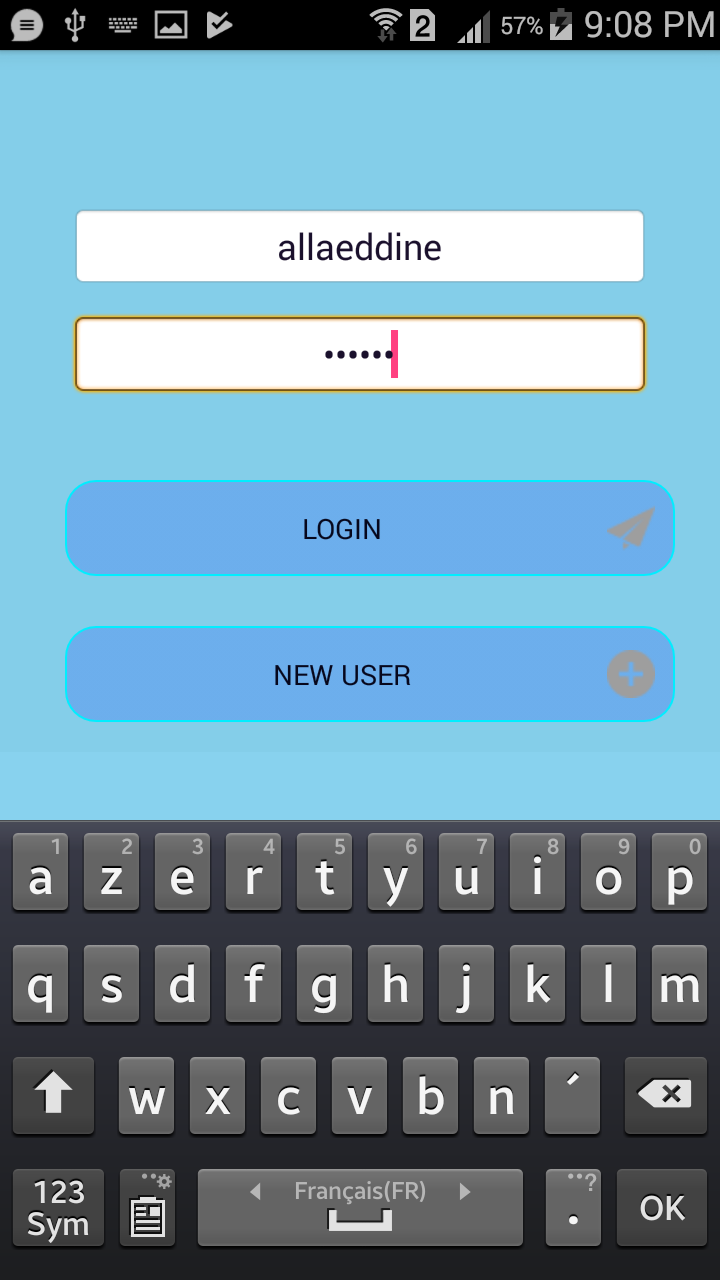 2 57% 9:08 PM
allaeddine
••••••
LOGIN
NEW USER
1 2 3 4 5 6 7 8 9 0
a z e r t y u i o p
q s d f g h j k l m
w x c v b n ´
123 Sym Français(FR) . ? OK